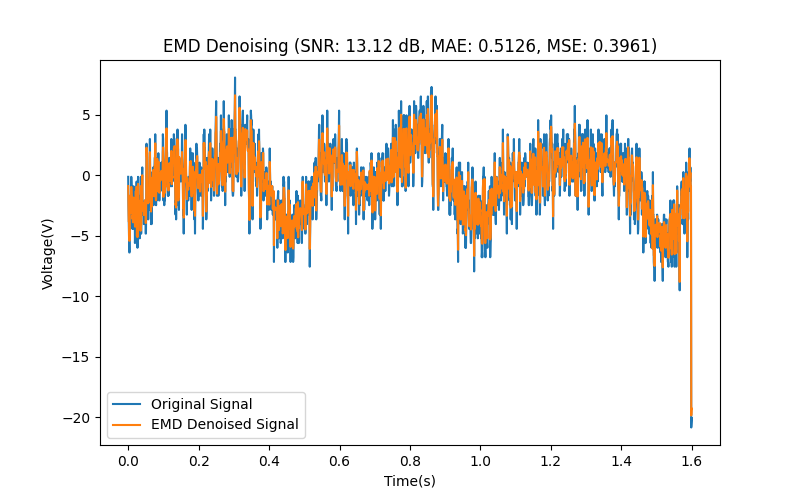 EMD Denoising (SNR: 13.12 dB, MAE: 0.5126, MSE: 0.3961)
5
0
−5
−10
−15
−20
Voltage(V)
Original Signal
EMD Denoised Signal
0.0 0.2 0.4 0.6 0.8 1.0 1.2 1.4 1.6
Time(s)